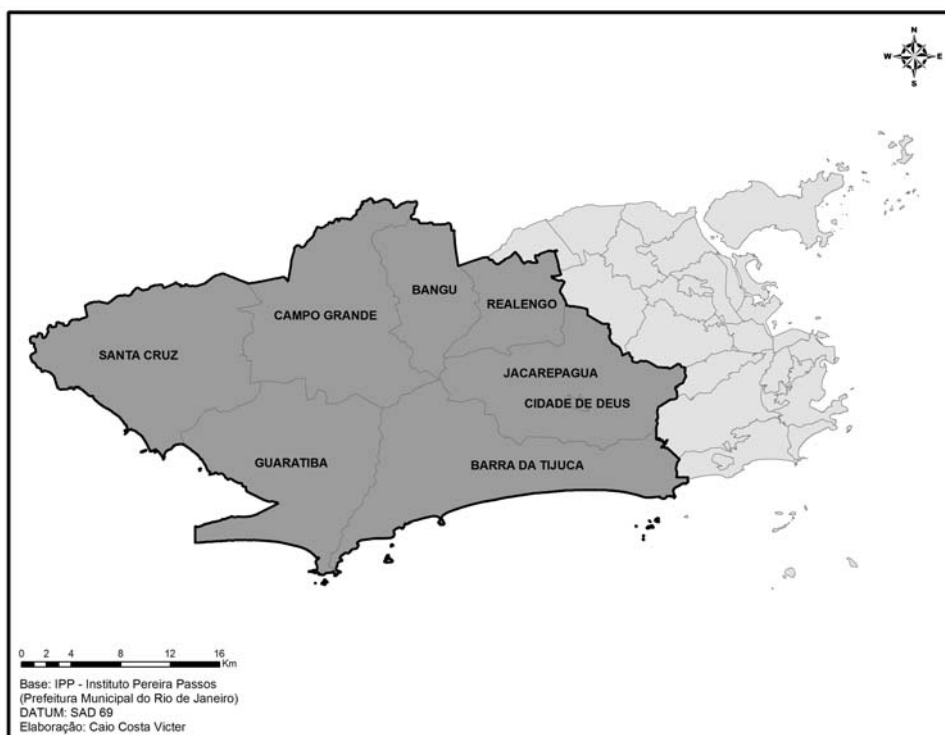 N
W E
S
BANGU
REALENGO
CAMPO GRANDE
SANTA CRUZ
JACAREPAGUA
CIDADE DE DEUS
GUARATIBA
BARRA DA TIJUCA
0 2 4 8 12 16
Km
Base: IPP - Instituto Pereira Passos
(Prefeitura Municipal do Rio de Janeiro)
DATUM: SAD 69
Elaboração: Caio Costa Victer